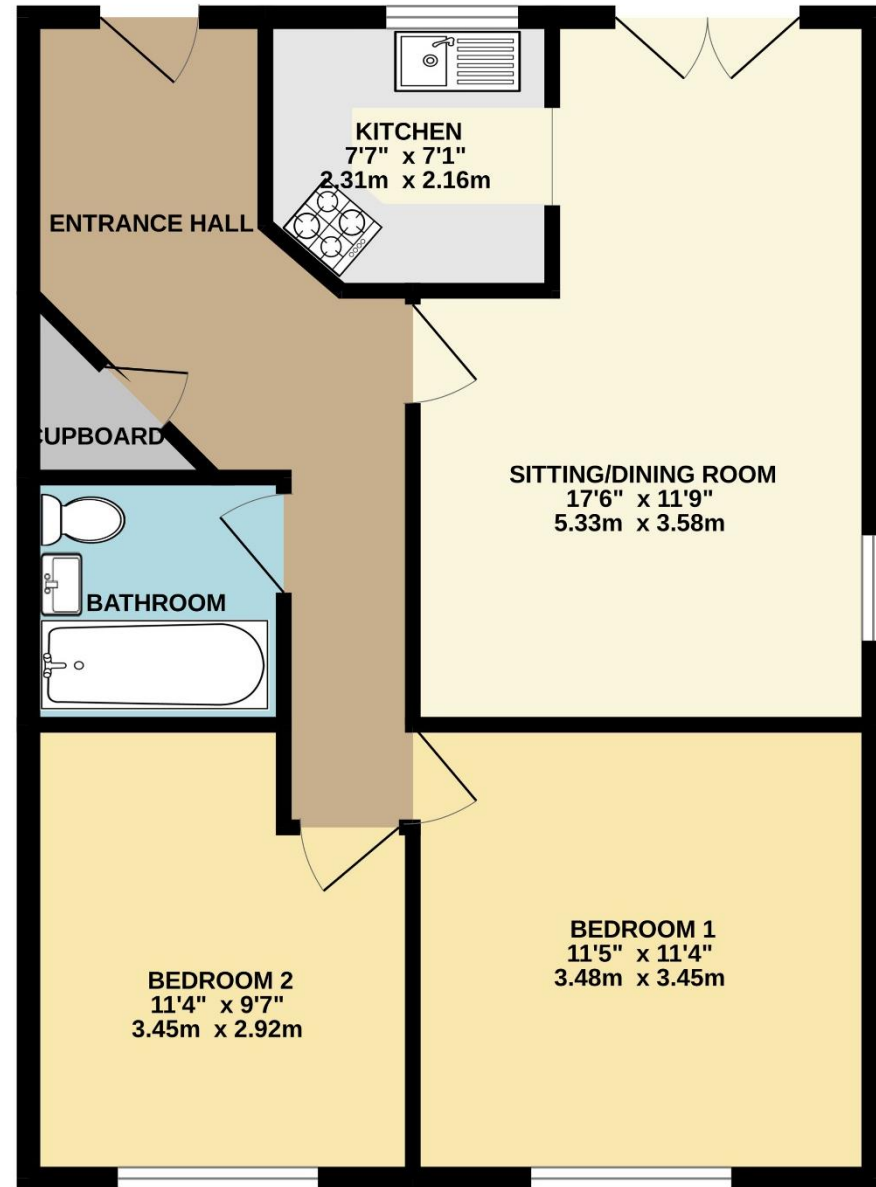 KITCHEN
7'7" x 7'1"
2.31m x 2.16m
ENTRANCE HALL
CUPBOARD
SITTING/DINING ROOM
17'6" x 11'9"
5.33m x 3.58m
BATHROOM
BEDROOM 1
11'5" x 11'4"
3.48m x 3.45m
BEDROOM 2
11'4" x 9'7"
3.45m x 2.92m